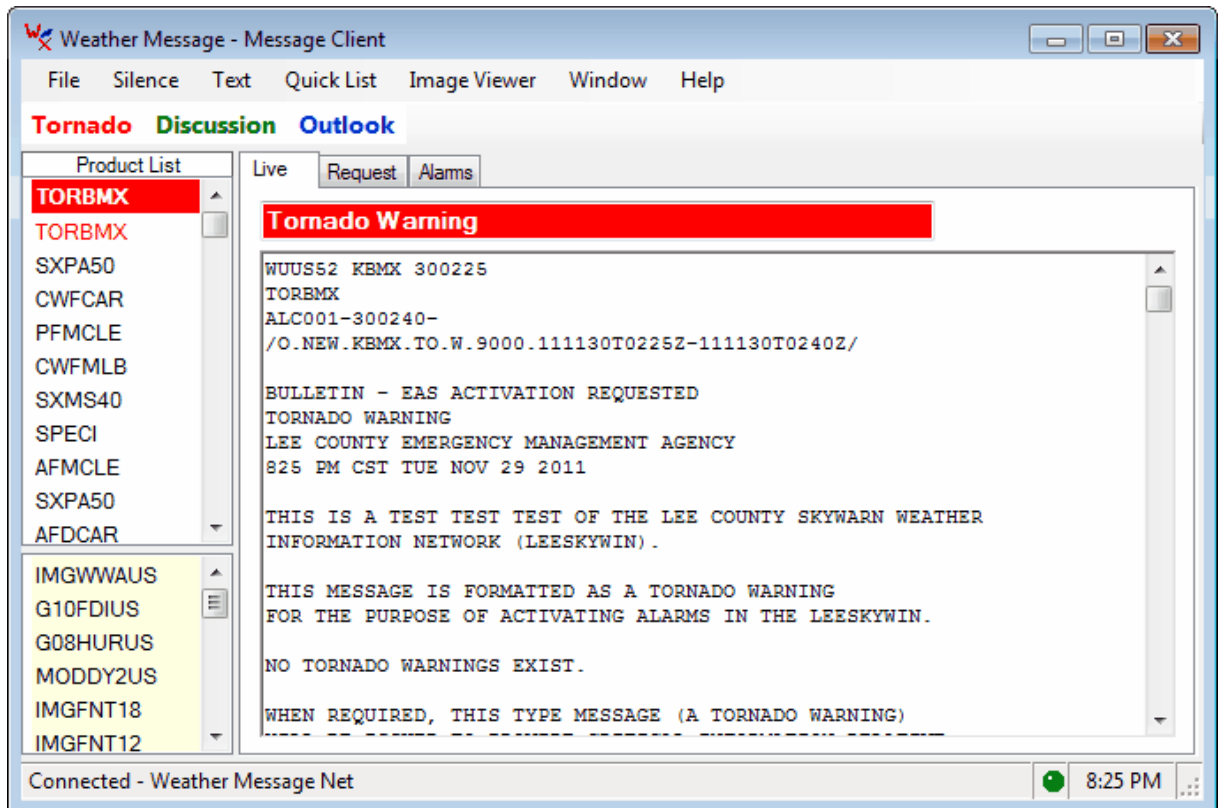 Weather Message - Message Client
File Silence Text Quick List Image Viewer Window Help
Tornado Discussion Outlook
Product List
TORBMX
TORBMX
SXPA50
CWFCAR
PFMCLE
CWFMLB
SXMS40
SPECI
AFMCLE
SXPA50
AFDCAR
IMGWWAUS
G10FDIUS
G08HURUS
MODDY2US
IMGFNT18
IMGFNT12
Live Request Alarms
Tornado Warning
WUUS52 KBMX 300225
TORBMX
ALC001-300240-
/O.NEW.KBMX.TO.W.9000.111130T0225Z-111130T0240Z/
BULLETIN - EAS ACTIVATION REQUESTED
TORNADO WARNING
LEE COUNTY EMERGENCY MANAGEMENT AGENCY
825 PM CST TUE NOV 29 2011
THIS IS A TEST TEST TEST OF THE LEE COUNTY SKYWARN WEATHER
INFORMATION NETWORK (LEESKYWIN).
THIS MESSAGE IS FORMATTED AS A TORNADO WARNING
FOR THE PURPOSE OF ACTIVATING ALARMS IN THE LEESKYWIN.
NO TORNADO WARNINGS EXIST.
WHEN REQUIRED, THIS TYPE MESSAGE (A TORNADO WARNING)
Connected - Weather Message Net
8:25 PM